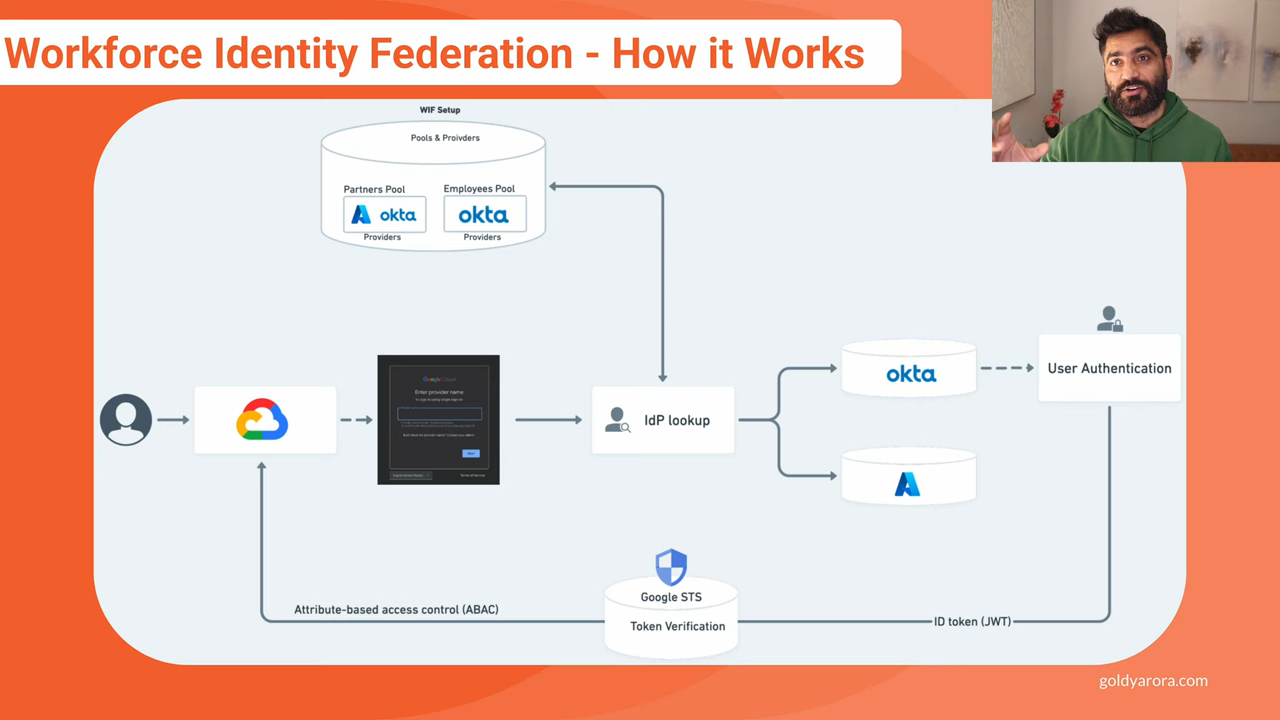 Workforce Identity Federation - How it Works
WIF Setup
Pools & Proivders
Partners Pool
Employees Pool
okta
okta
Providers
Providers
Google Cloud
Enter provider name
IdP lookup
okta
User Authentication
Google STS
Token Verification
Attribute-based access control (ABAC)
ID token (JWT)
goldyarora.com